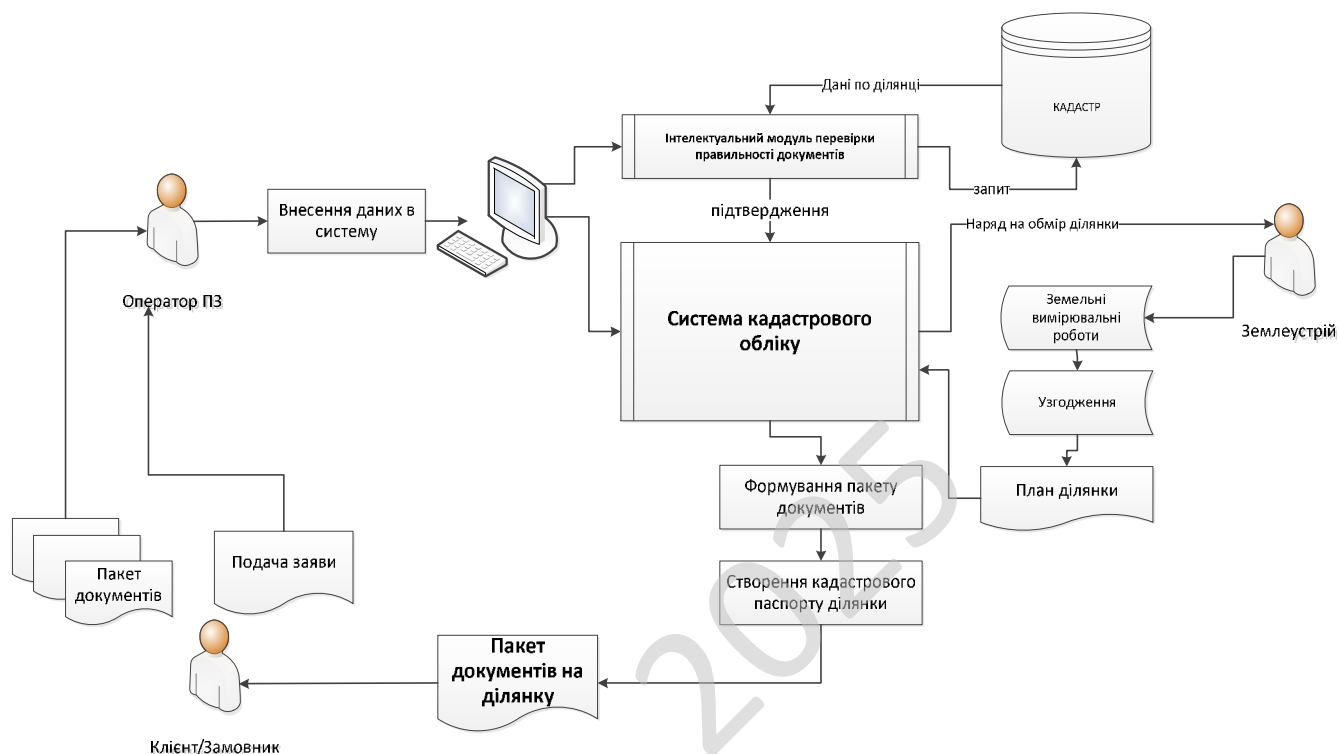 Дані по ділянці
КАДАСТР
Інтелектуальний модуль перевірки
правильності документів
запит
підтвердження
Внесення даних в
систему
Наряд на обмір ділянки
Оператор ПЗ
Система кадастрового
обліку
Земельні
вимірювальні
роботи
Землеустрій
Узгодження
Формування пакету
документів
План ділянки
Подача заяви
Пакет
документів
Створення кадастрового
паспорту ділянки
Пакет
документів на
ділянку
Клієнт/Замовник
2025